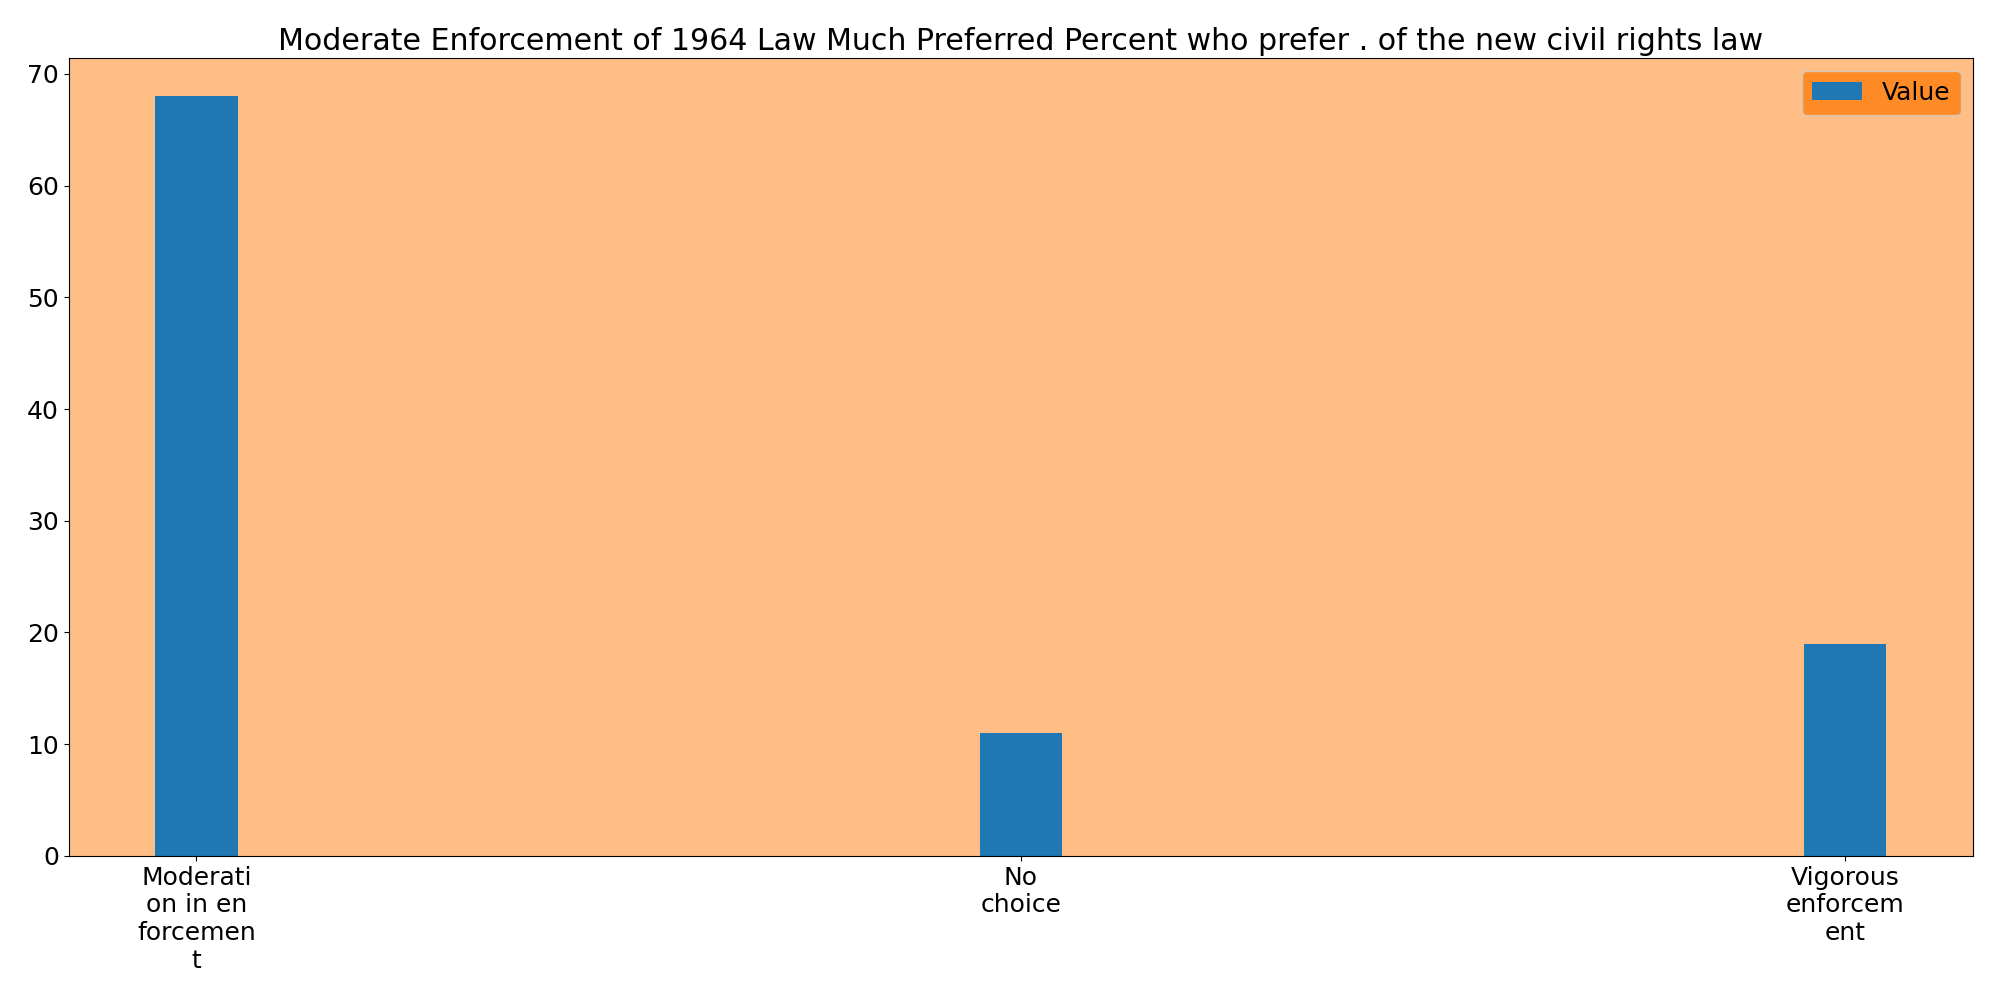 Moderate Enforcement of 1964 Law Much Preferred Percent who prefer . of the new civil rights law
Value
70
60
50
40
30
20
10
0
Moderati
on in en
forcemen
t
No
choice
Vigorous
enforcem
ent